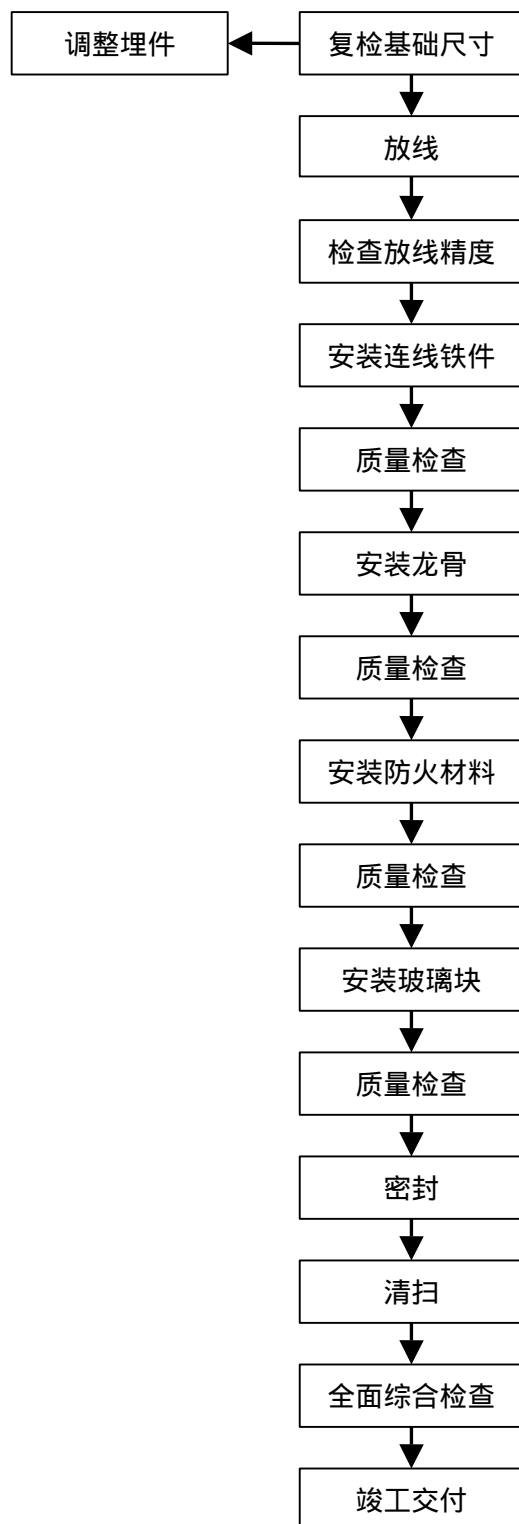 调整埋件
复检基础尺寸
放线
检查放线精度
安装连线铁件
质量检查
安装龙骨
质量检查
安装防火材料
质量检查
安装玻璃块
质量检查
密封
清扫
全面综合检查
竣工交付